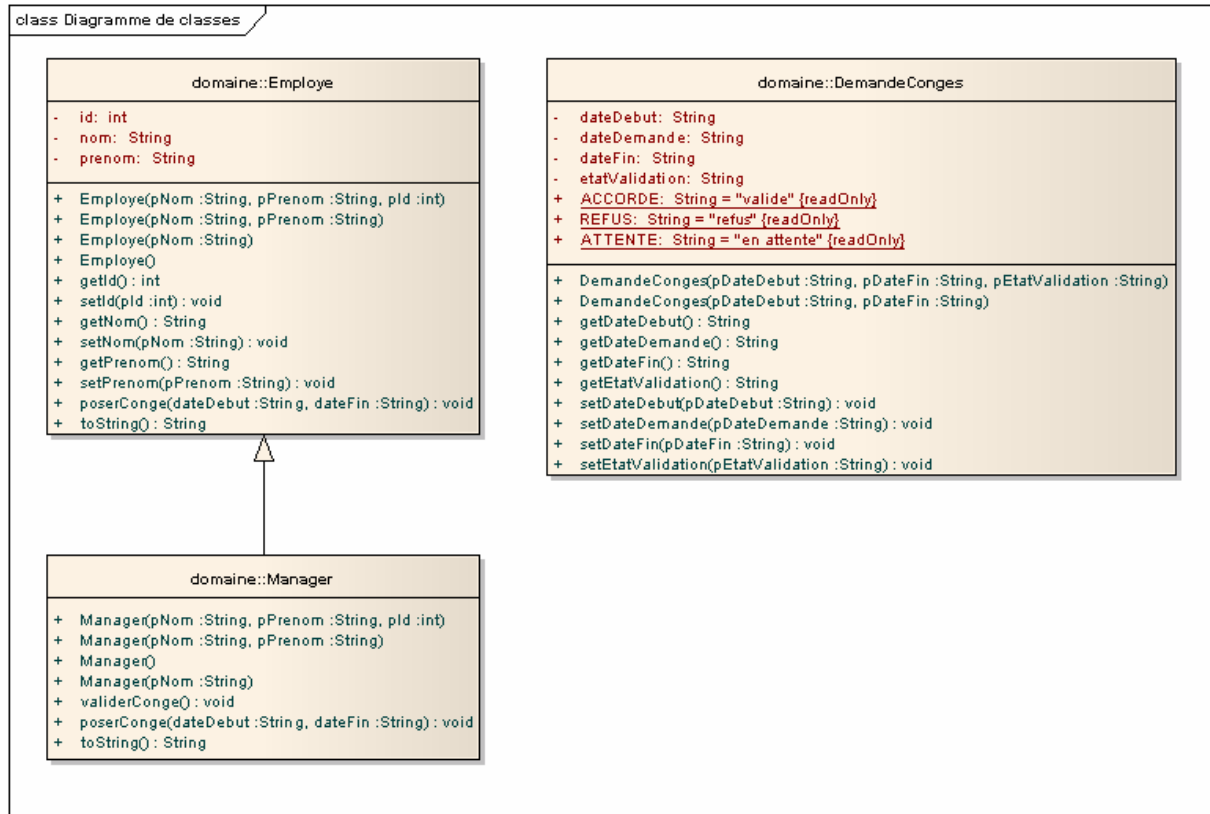 class Diagramme de classes
domaine::Employe
- id: int
- nom: String
- prenom: String
+ Employe(pNom :String, pPrenom :String, pId :int)
+ Employe(pNom :String, pPrenom :String)
+ Employe(pNom :String)
+ Employe()
+ getId() : int
+ setId(pId :int) : void
+ getNom() : String
+ setNom(pNom :String) : void
+ getPrenom() : String
+ setPrenom(pPrenom :String) : void
+ poserConge(dateDebut :String, dateFin :String) : void
+ toString() : String
domaine::DemandeConges
- dateDebut: String
- dateDemande: String
- dateFin: String
- etatValidation: String
+ ACCORDE: String = "valide" {readOnly}
+ REFUS: String = "refus" {readOnly}
+ ATTENTE: String = "en attente" {readOnly}
+ DemandeConges(pDateDebut :String, pDateFin :String, pEtatValidation :String)
+ DemandeConges(pDateDebut :String, pDateFin :String)
+ getDateDebut() : String
+ getDateDemande() : String
+ getDateFin() : String
+ getEtatValidation() : String
+ setDateDebut(pDateDebut :String) : void
+ setDateDemande(pDateDemande :String) : void
+ setDateFin(pDateFin :String) : void
+ setEtatValidation(pEtatValidation :String) : void
domaine::Manager
+ Manager(pNom :String, pPrenom :String, pId :int)
+ Manager(pNom :String, pPrenom :String)
+ Manager()
+ Manager(pNom :String)
+ validerConge() : void
+ poserConge(dateDebut :String, dateFin :String) : void
+ toString() : String